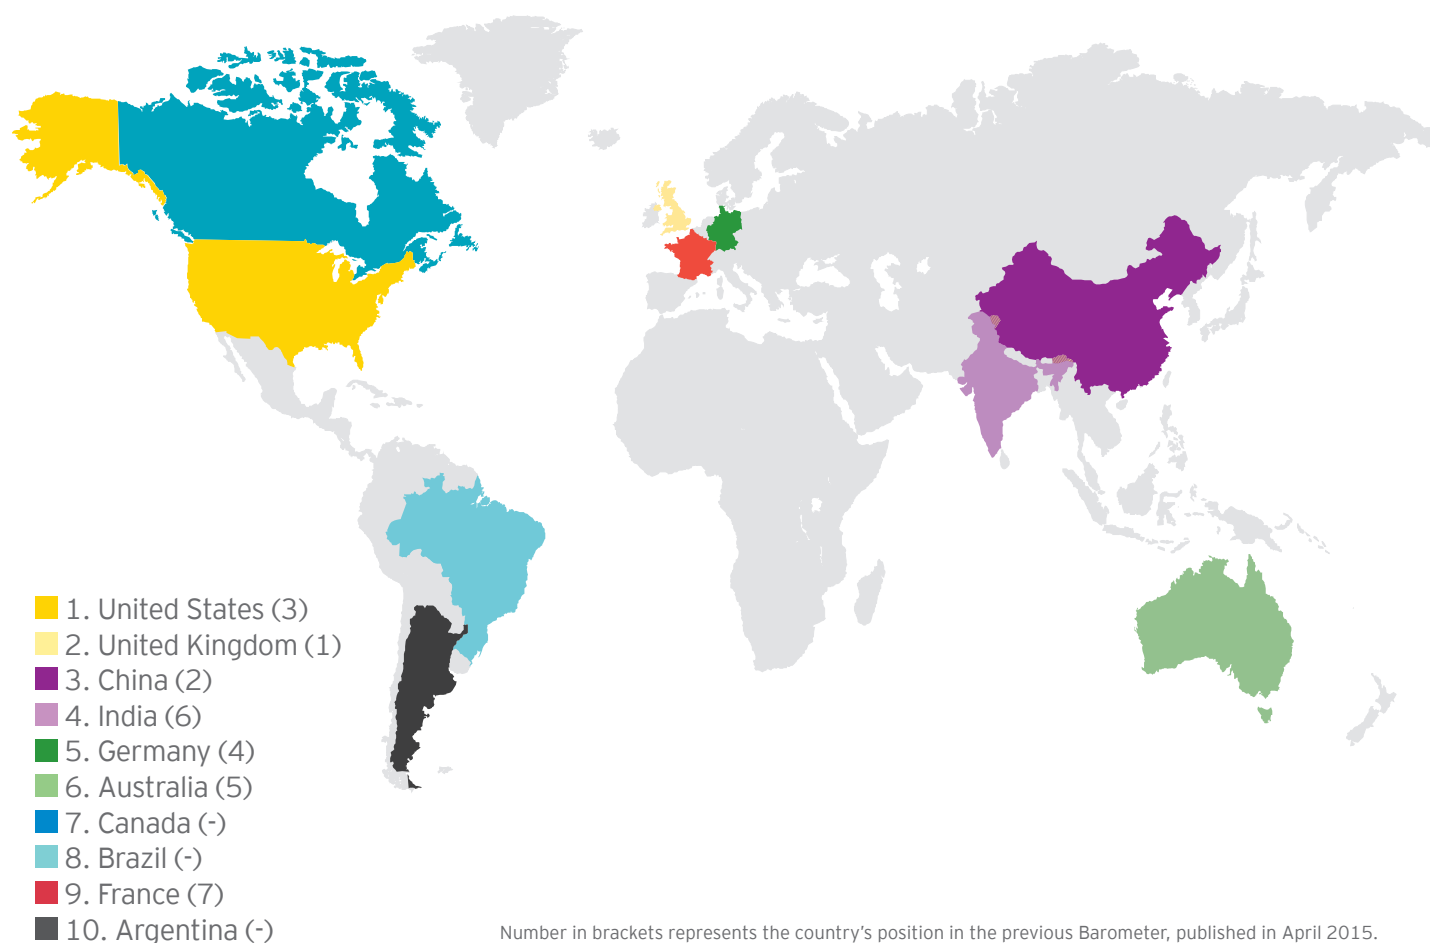 1. United States (3)
2. United Kingdom (1)
3. China (2)
4. India (6)
5. Germany (4)
6. Australia (5)
7. Canada (-)
8. Brazil (-)
9. France (7)
10. Argentina (-)
Number in brackets represents the country's position in the previous Barometer, published in April 2015.